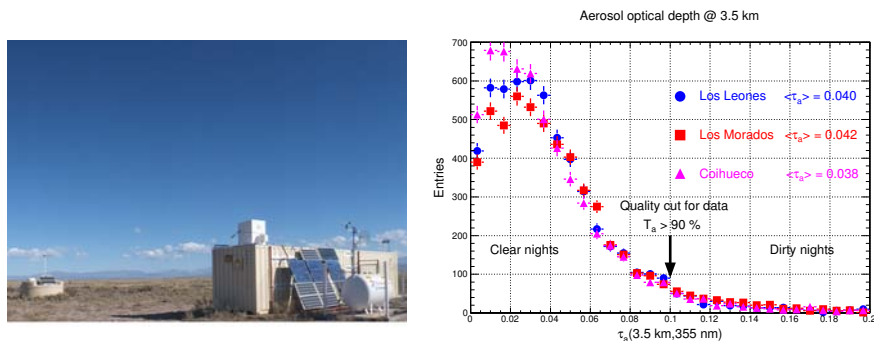 Aerosol optical depth @ 3.5 km
700
600
500
400
300
200
100
0
Entries
Los Leones <τa> = 0.040
Los Morados <τa> = 0.042
Coihueco <τa> = 0.038
Quality cut for data
Ta > 90 %
Clear nights
Dirty nights
0 0.02 0.04 0.06 0.08 0.1 0.12 0.14 0.16 0.18 0.2
τa(3.5 km,355 nm)